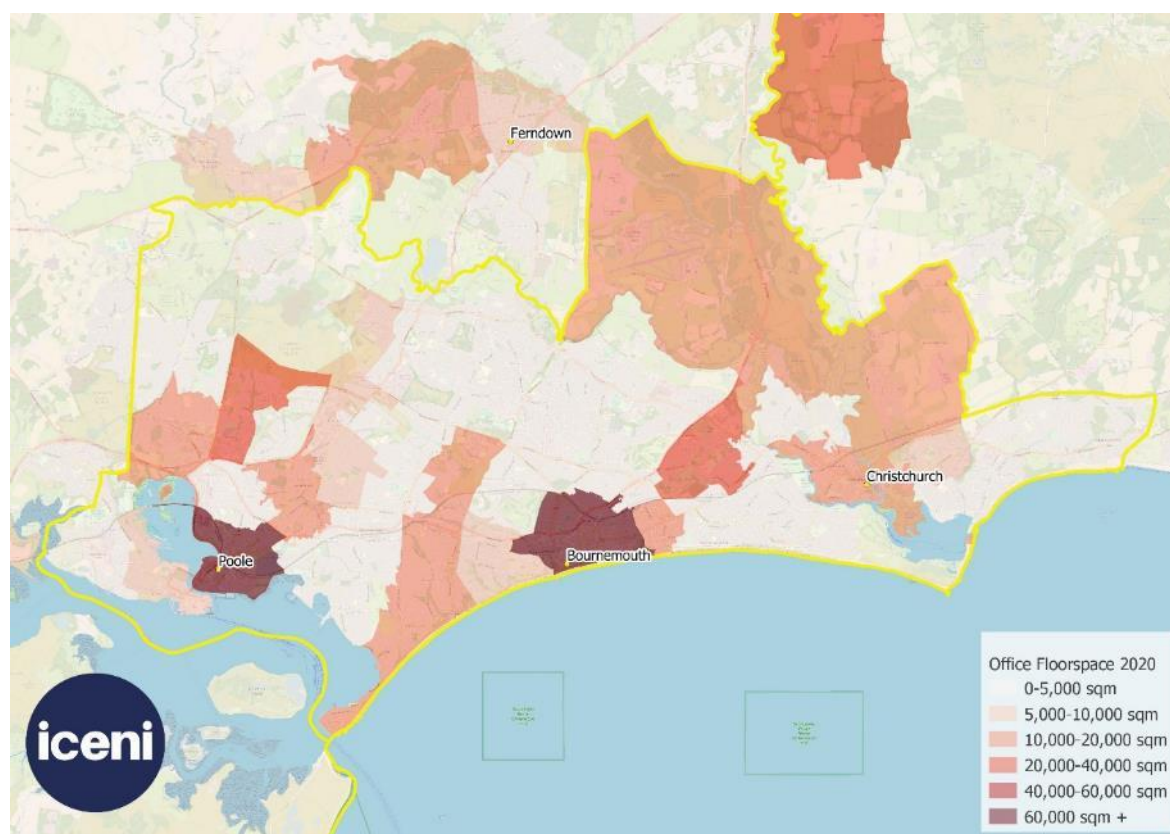 Ferndown
Christchurch
Poole
Bournemouth
Office Floorspace 2020
0-5,000 sqm
5,000-10,000 sqm
10,000-20,000 sqm
20,000-40,000 sqm
40,000-60,000 sqm
60,000 sqm +
iceni